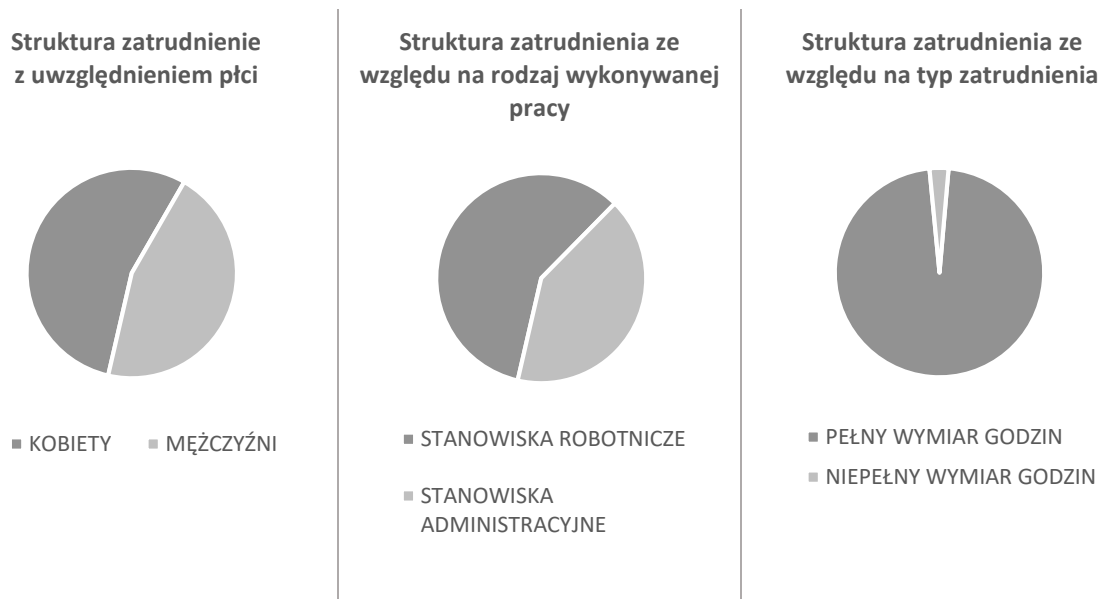 Struktura zatrudnienie
z uwzględnieniem płci
KOBIETY
MĘŻCZYŹNI
Struktura zatrudnienia ze
względu na rodzaj wykonywanej
pracy
STANOWISKA ROBOTNICZE
STANOWISKA
ADMINISTRACYJNE
Struktura zatrudnienia ze
względu na typ zatrudnienia
PEŁNY WYMIAR GODZIN
NIEPEŁNY WYMIAR GODZIN